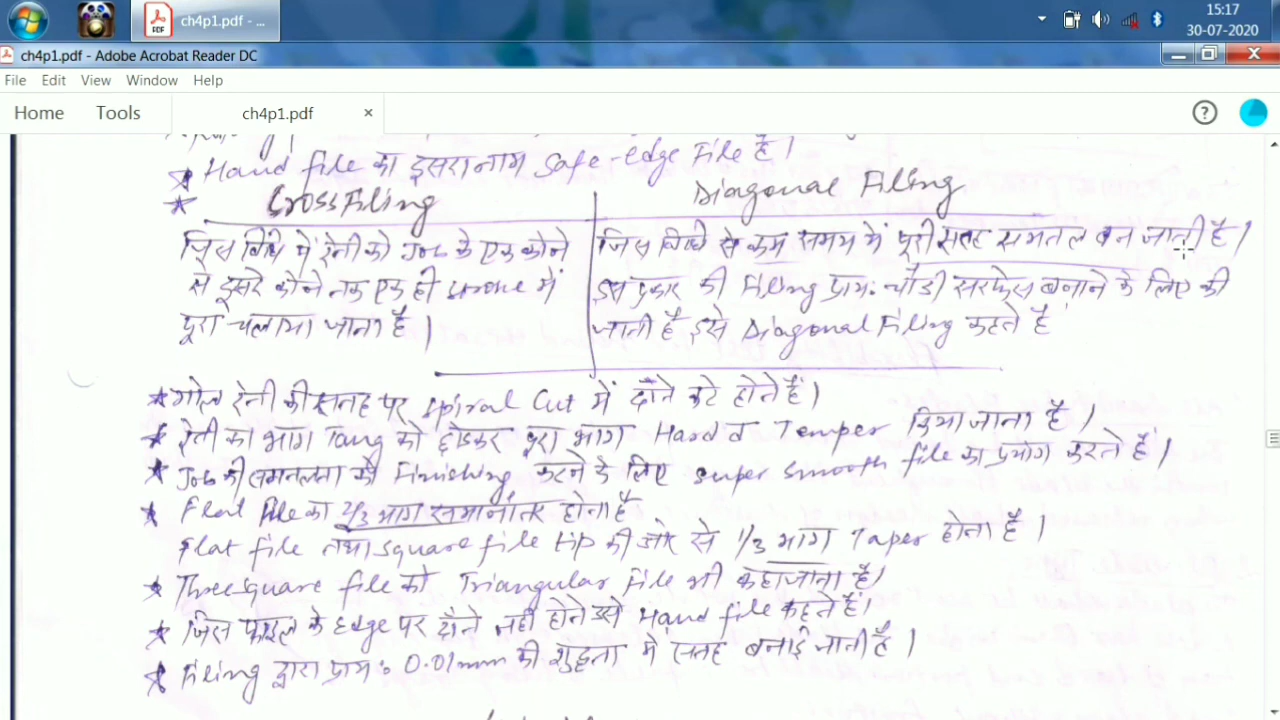 15:17
ch4p1.pdf - ...
30-07-2020
ch4p1.pdf - Adobe Acrobat Reader DC
File Edit View Window Help
Home Tools ch4p1.pdf × ?
★ Hand file का दूसरा नाम Safe-edge File है।
★ Cross Filing Diagonal Filing
जिस विधि में रेती को Job के एक कोने जिस विधि से कम समय में पूरी सतह समतल बन जाती है।
से दूसरे कोने तक एक ही में इस प्रकार की Filing प्रायः चौडी सरफेस बनाने के लिए की
पूरा चलाया जाता है। जाती है इसे Diagonal Filing कहते है
★ गोल रेती की सतह पर spiral Cut में दाँते कटे होते है।
★ रेती का भाग Tang को छोडकर पूरा भाग Hard व Temper किया जाता है।
★ Job की समतलता की Finishing करने के लिए super smooth file का प्रयोग करते है।
★ Flat file का 2/3 भाग समानांतर होता है
Flat file तथा square file tip की ओर से 1/3 भाग Taper होता है।
★ Three square file को Triangular File भी कहा जाता है।
★ जिस फाइल के Edge पर दाँते नही होते उसे Hand file कहते है।
★ Filing द्वारा प्रायः 0.01mm की शुद्धता में सतह बनाई जाती है।